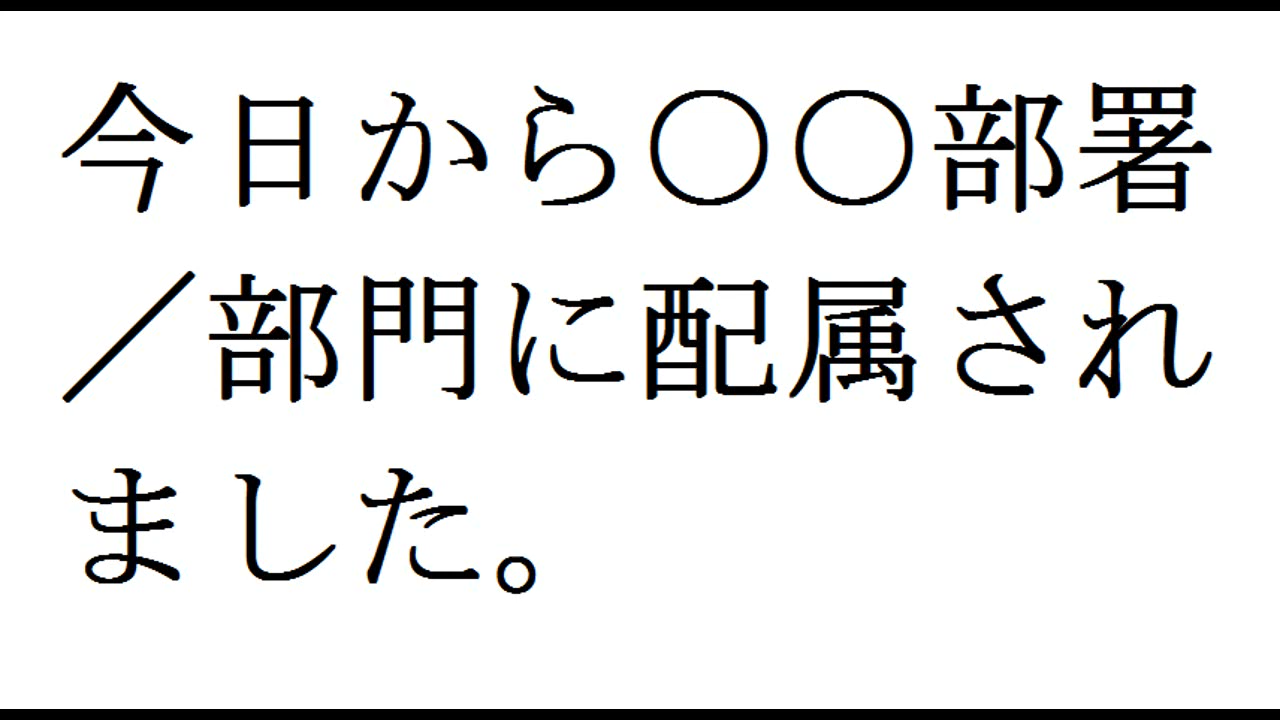 今日から〇〇部署
／部門に配属され
ました。